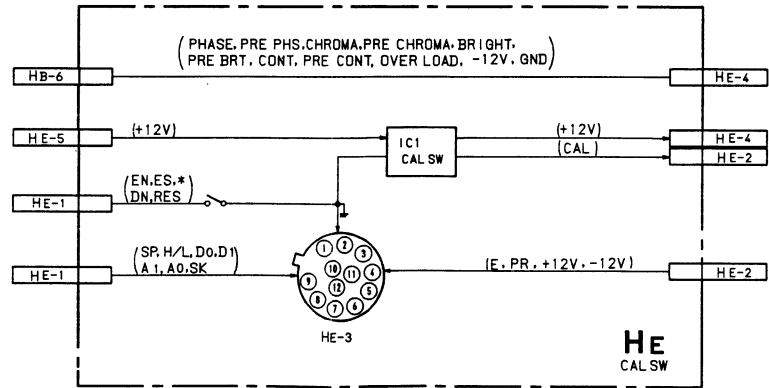 (PHASE, PRE PHS, CHROMA, PRE CHROMA, BRIGHT,
PRE BRT, CONT, PRE CONT, OVER LOAD, -12V, GND)
HB-6
HE-4
HE-5
(+12V)
IC1
CAL SW
(+12V)
HE-4
(CAL)
HE-2
HE-1
(EN, ES, *
DN, RES)
HE-1
(SP, H/L, D0, D1
A1, A0, SK)
1 2 3 4 5 6 7 8 9 10 11 12
(E, PR, +12V, -12V)
HE-2
HE-3
HE
CAL SW